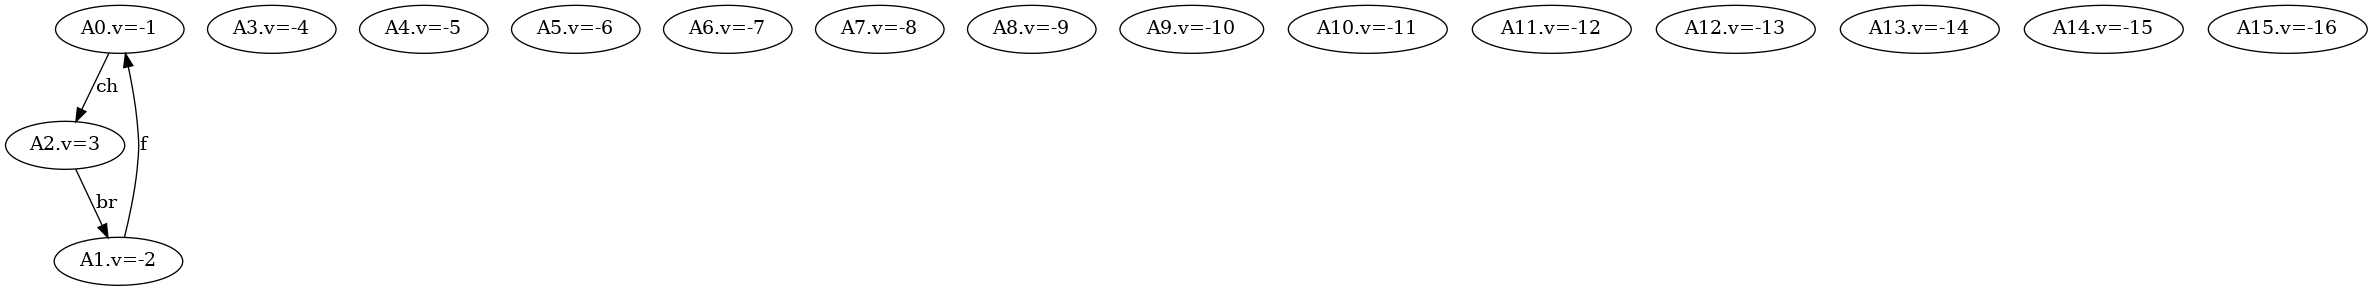 A0.v=-1
A3.v=-4
A4.v=-5
A5.v=-6
A6.v=-7
A7.v=-8
A8.v=-9
A9.v=-10
A10.v=-11
A11.v=-12
A12.v=-13
A13.v=-14
A14.v=-15
A15.v=-16
ch
A2.v=3
f
br
A1.v=-2